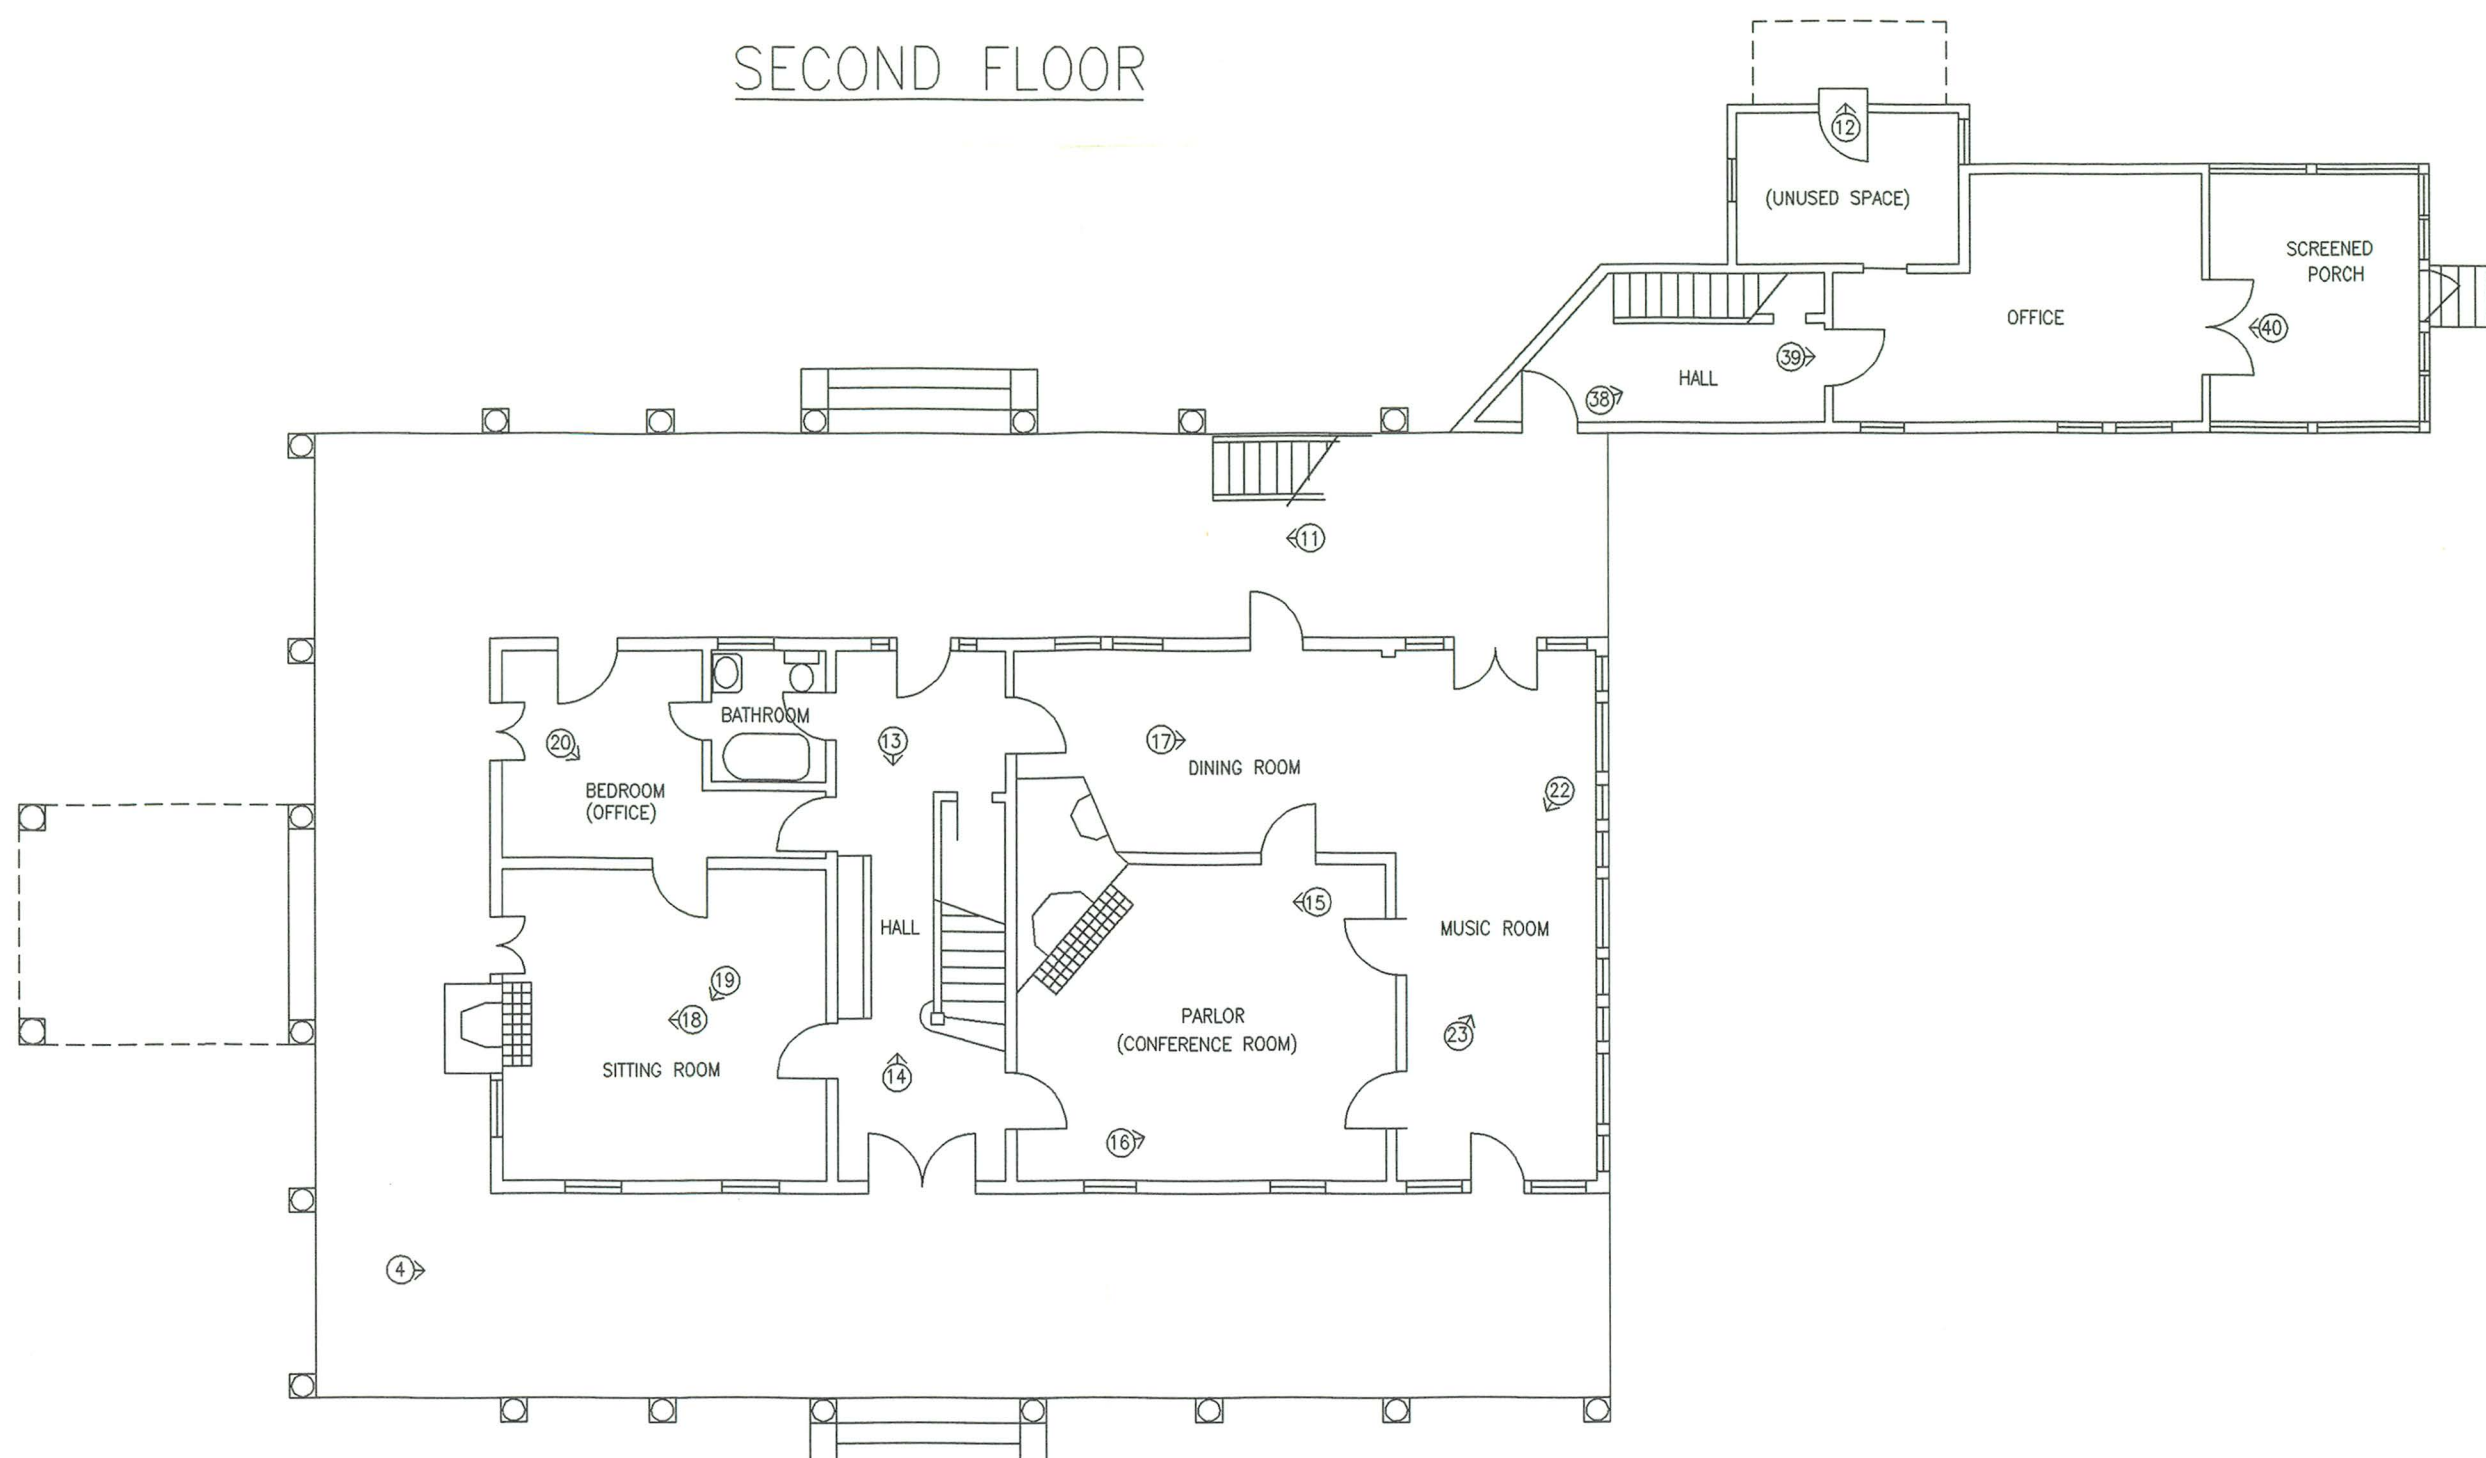 SECOND FLOOR
12
(UNUSED SPACE)
SCREENED
PORCH
OFFICE
40
39
HALL
38
11
BATHROOM
20
13
17
DINING ROOM
BEDROOM
(OFFICE)
22
15
HALL
MUSIC ROOM
19
18
PARLOR
(CONFERENCE ROOM)
23
SITTING ROOM
14
16
4